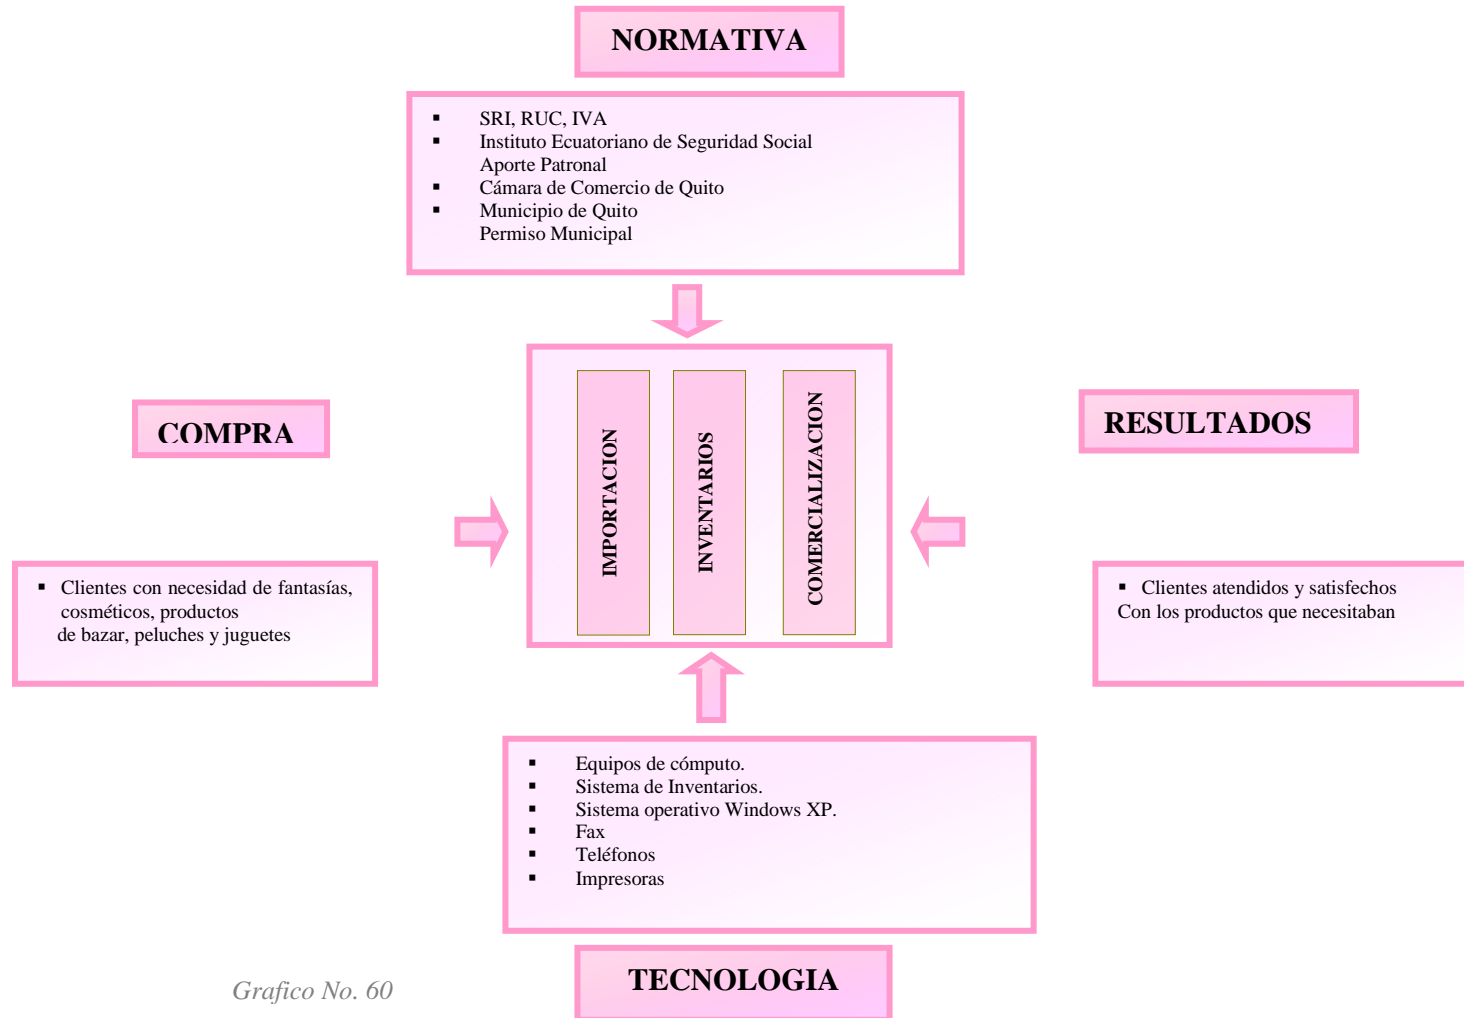 NORMATIVA
▪ SRI, RUC, IVA
▪ Instituto Ecuatoriano de Seguridad Social
Aporte Patronal
▪ Cámara de Comercio de Quito
▪ Municipio de Quito
Permiso Municipal
COMPRA
▪ Clientes con necesidad de fantasías,
cosméticos, productos
de bazar, peluches y juguetes
IMPORTACION
INVENTARIOS
COMERCIALIZACION
RESULTADOS
▪ Clientes atendidos y satisfechos
Con los productos que necesitaban
▪ Equipos de cómputo.
▪ Sistema de Inventarios.
▪ Sistema operativo Windows XP.
▪ Fax
▪ Teléfonos
▪ Impresoras
TECNOLOGIA
Grafico No. 60